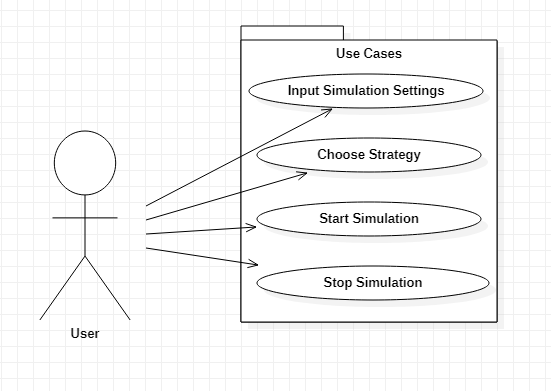 Use Cases
Input Simulation Settings
Choose Strategy
Start Simulation
Stop Simulation
User